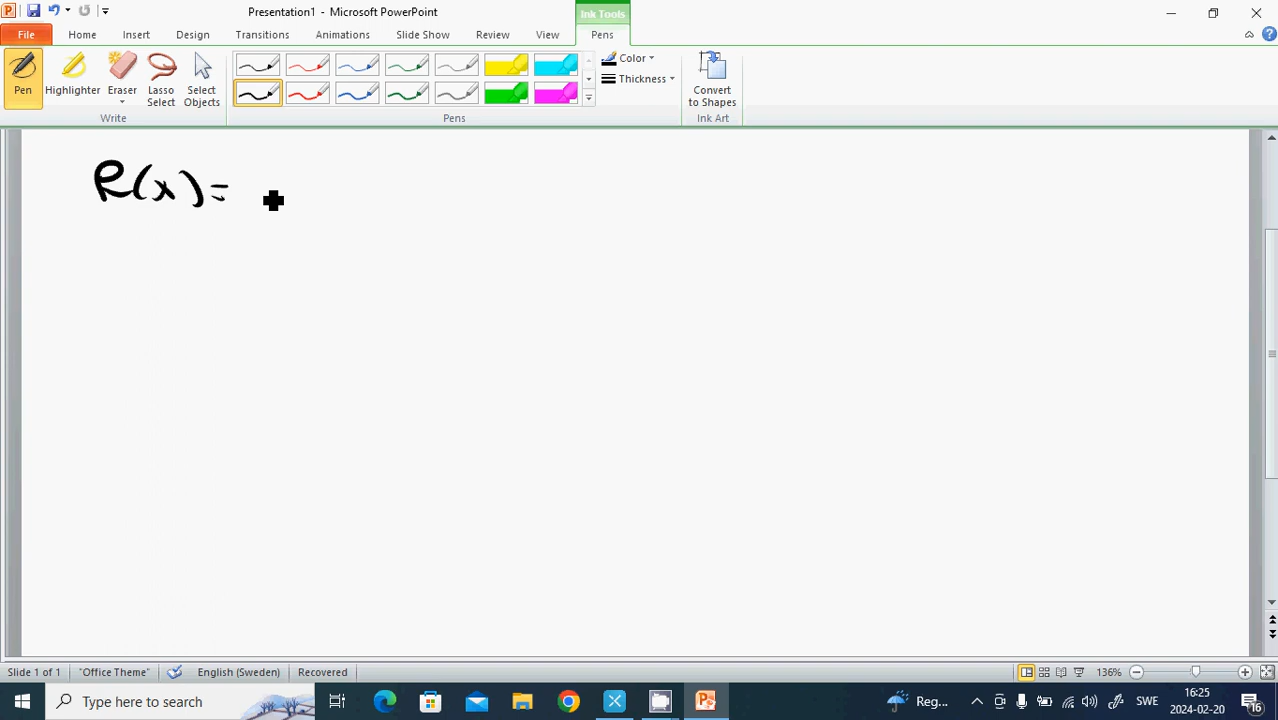 Presentation1 - Microsoft PowerPoint
Ink Tools
File Home Insert Design Transitions Animations Slide Show Review View Pens
Pen Highlighter Eraser Lasso Select Select Objects
Color
Thickness
Convert to Shapes
Write Pens Ink Art
R(x)=
Slide 1 of 1 "Office Theme" English (Sweden) Recovered 136%
Type here to search Reg... SWE 16:25 2024-02-20 16